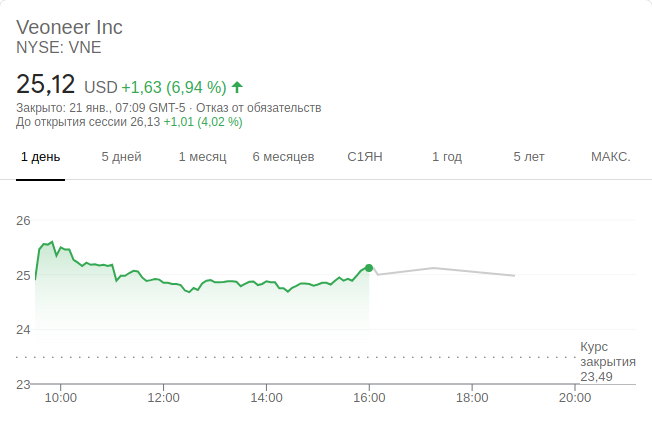 Veoneer Inc
NYSE: VNE
25,12 USD +1,63 (6,94 %)
Закрыто: 21 янв., 07:09 GMT-5 · Отказ от обязательств
До открытия сессии 26,13 +1,01 (4,02 %)
1 день 5 дней 1 месяц 6 месяцев С1ЯН 1 год 5 лет МАКС.
26
25
24
Курс
закрытия
23,49
23
10:00 12:00 14:00 16:00 18:00 20:00